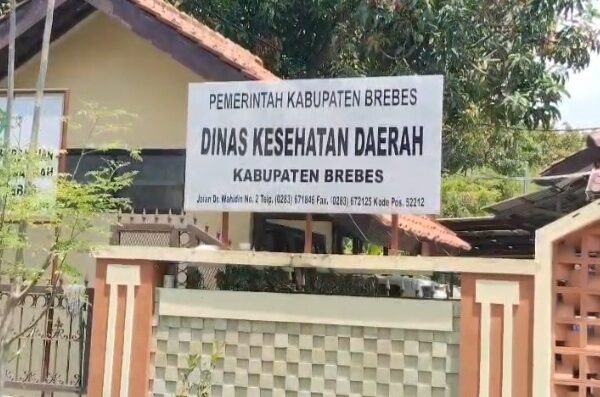 PEMERINTAH KABUPATEN BREBES
DINAS KESEHATAN DAERAH
KABUPATEN BREBES
Jalan Dr. Wahidin No. 2 Telp. (0283) 671846 Fax. (0283) 672125 Kode Pos. 52212